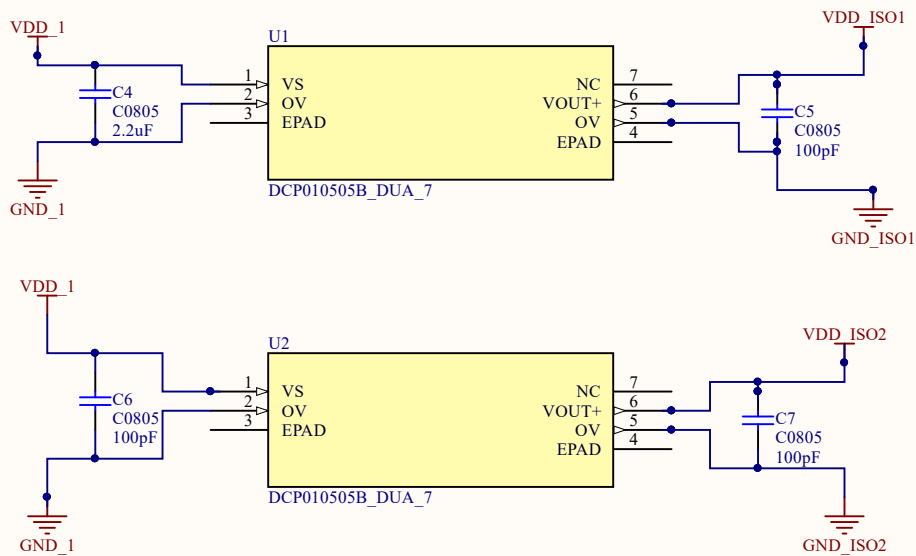 VDD_1
C4
C0805
2.2uF
GND_1
U1
1
VS
2
OV
3
EPAD
NC
7
VOUT+
6
OV
5
EPAD
4
DCP010505B_DUA_7
VDD_ISO1
C5
C0805
100pF
GND_ISO1
VDD_1
C6
C0805
100pF
GND_1
U2
1
VS
2
OV
3
EPAD
NC
7
VOUT+
6
OV
5
EPAD
4
DCP010505B_DUA_7
VDD_ISO2
C7
C0805
100pF
GND_ISO2